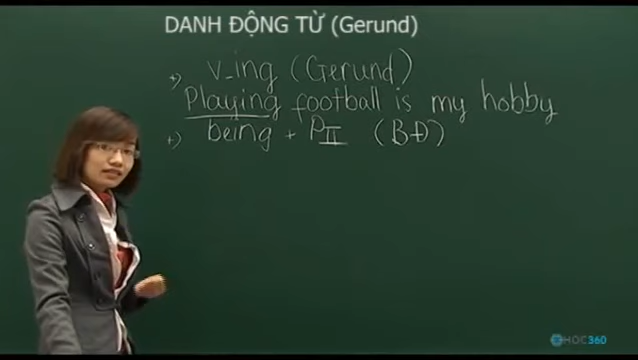 DANH ĐỘNG TỪ (Gerund)
+) V_ing (Gerund)
Playing football is my hobby
+) being + PII (BĐ)
HOC360